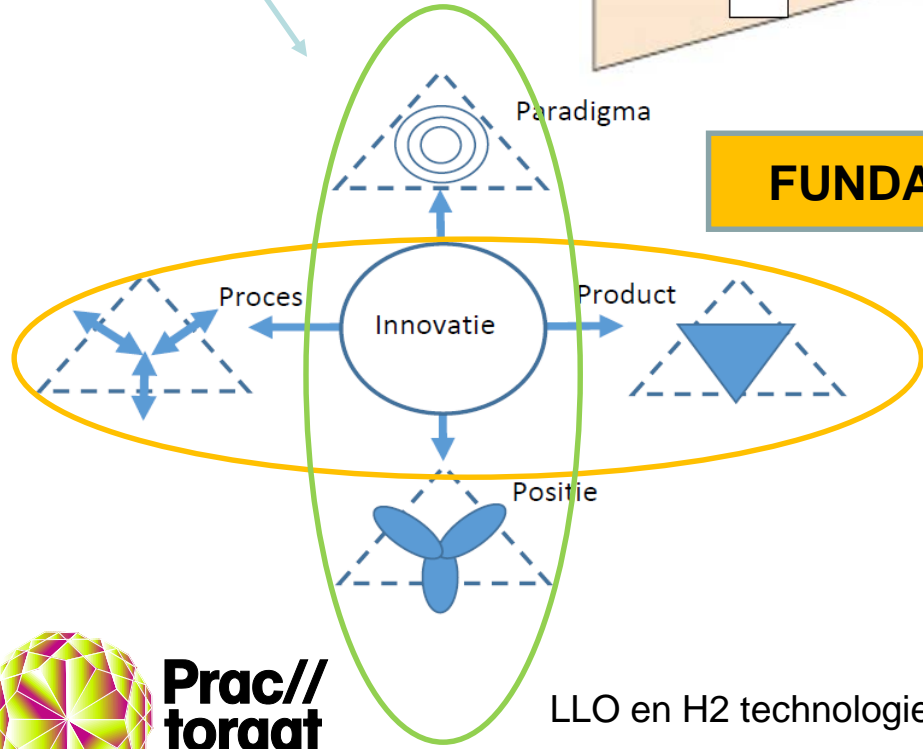 Paradigma
FUNDA
Proces
Product
Innovatie
Positie
Prac//
toraat
LLO en H2 technologie